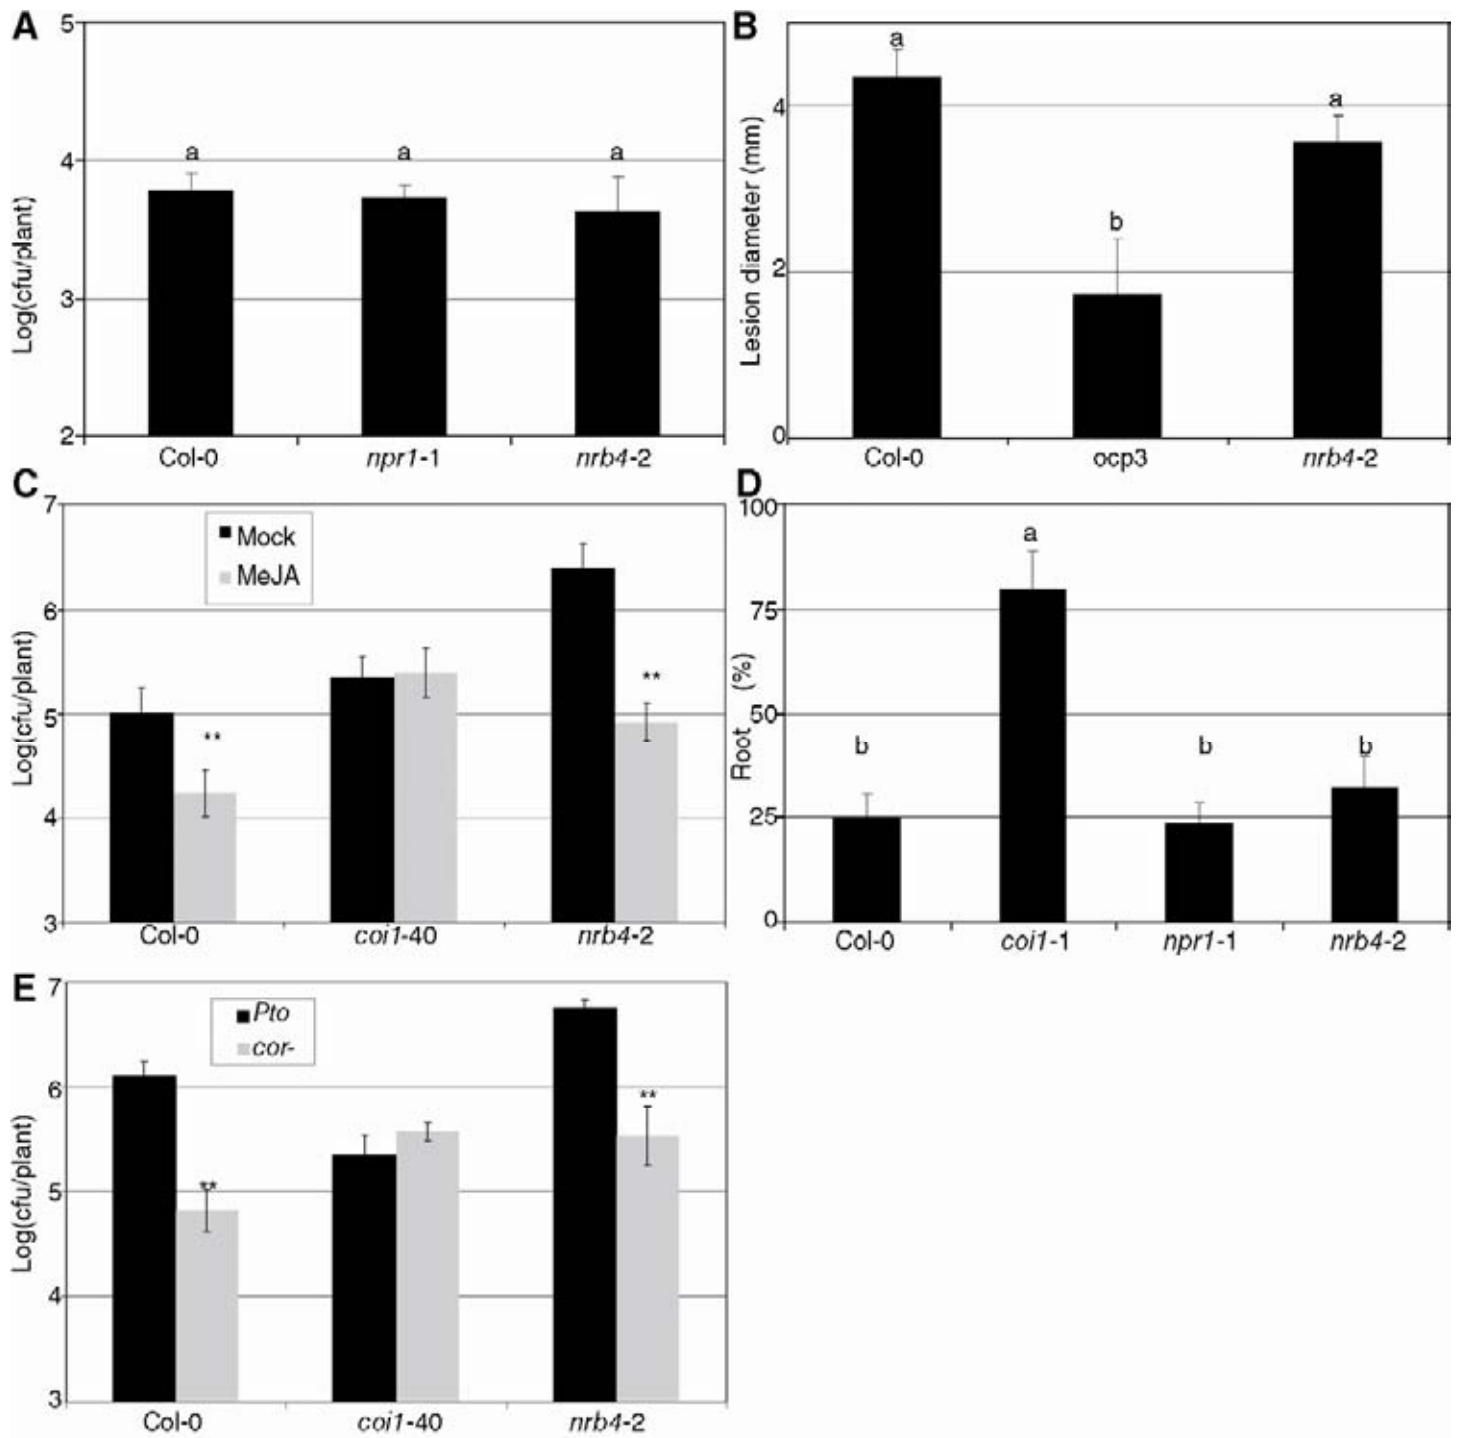 A
5
4
3
2
Log(cfu/plant)
a
a
a
Col-0
npr1-1
nrb4-2
B
4
2
0
Lesion diameter (mm)
a
b
a
Col-0
ocp3
nrb4-2
C
7
6
5
4
3
Log(cfu/plant)
Mock
MeJA
**
**
Col-0
coi1-40
nrb4-2
D
100
75
50
25
0
Root (%)
b
a
b
b
Col-0
coi1-1
npr1-1
nrb4-2
E
7
6
5
4
3
Log(cfu/plant)
Pto
cor-
**
**
Col-0
coi1-40
nrb4-2